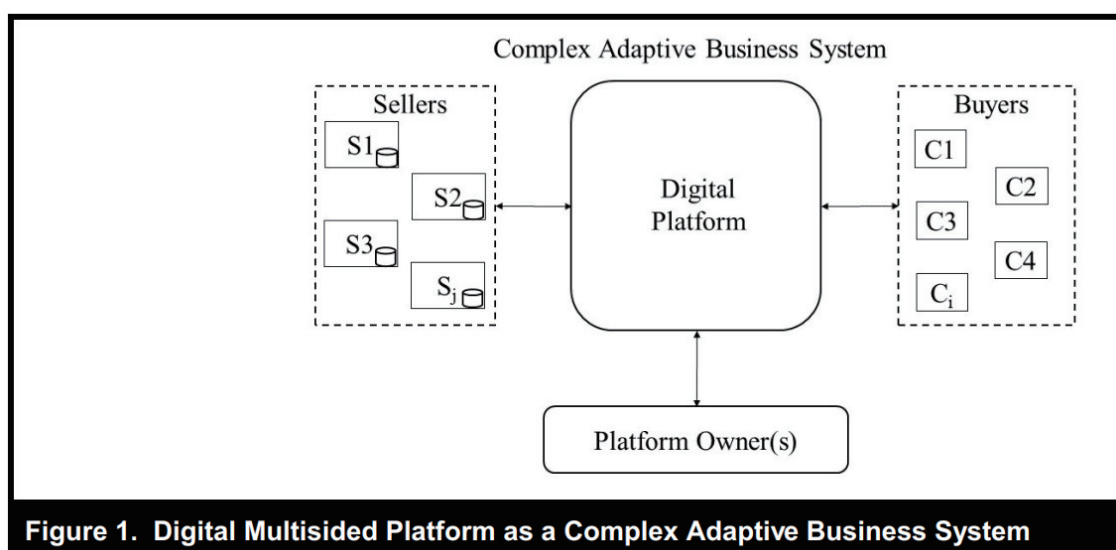 Complex Adaptive Business System
Sellers
S1
S2
S3
Sj
Digital
Platform
Buyers
C1
C2
C3
C4
Ci
Platform Owner(s)
Figure 1. Digital Multisided Platform as a Complex Adaptive Business System